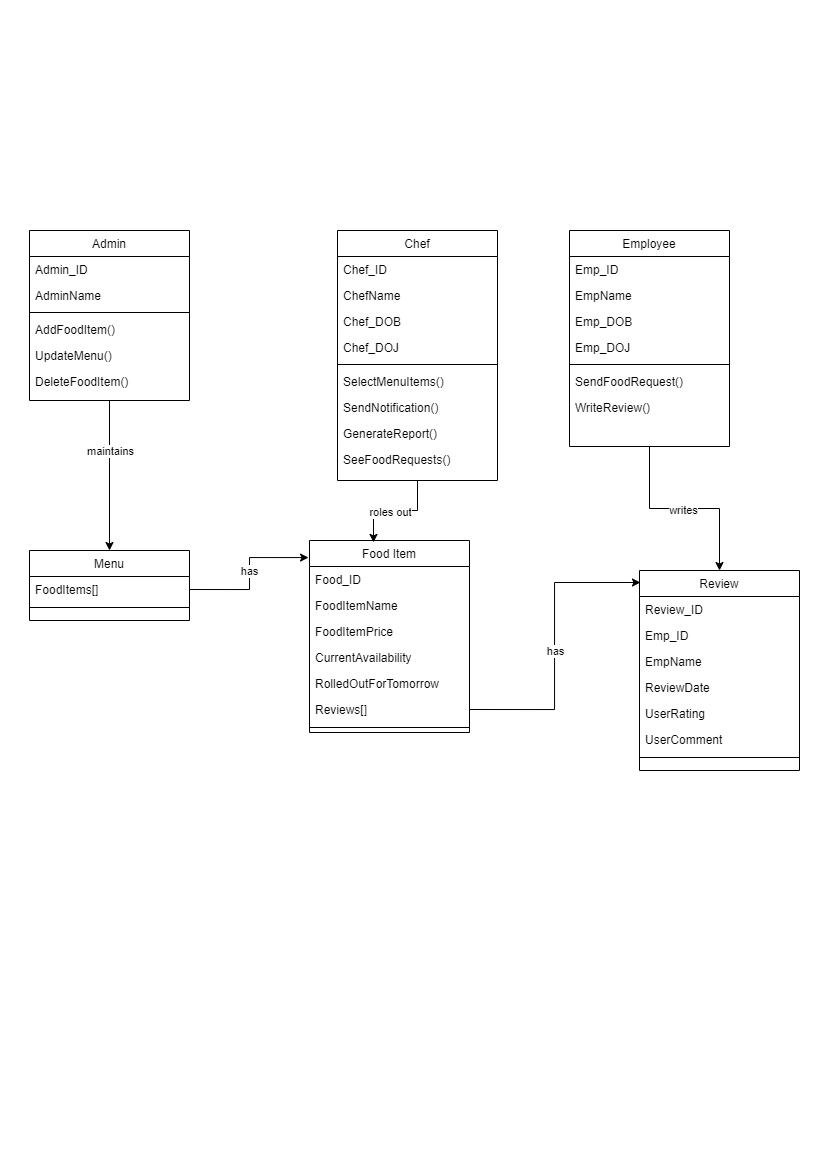 Admin
Admin_ID
AdminName
AddFoodItem()
UpdateMenu()
DeleteFoodItem()
maintains
Chef
Chef_ID
ChefName
Chef_DOB
Chef_DOJ
SelectMenuItems()
SendNotification()
GenerateReport()
SeeFoodRequests()
roles out
Employee
Emp_ID
EmpName
Emp_DOB
Emp_DOJ
SendFoodRequest()
WriteReview()
writes
Menu
FoodItems[]
has
Food Item
Food_ID
FoodItemName
FoodItemPrice
CurrentAvailability
RolledOutForTomorrow
Reviews[]
has
Review
Review_ID
Emp_ID
EmpName
ReviewDate
UserRating
UserComment